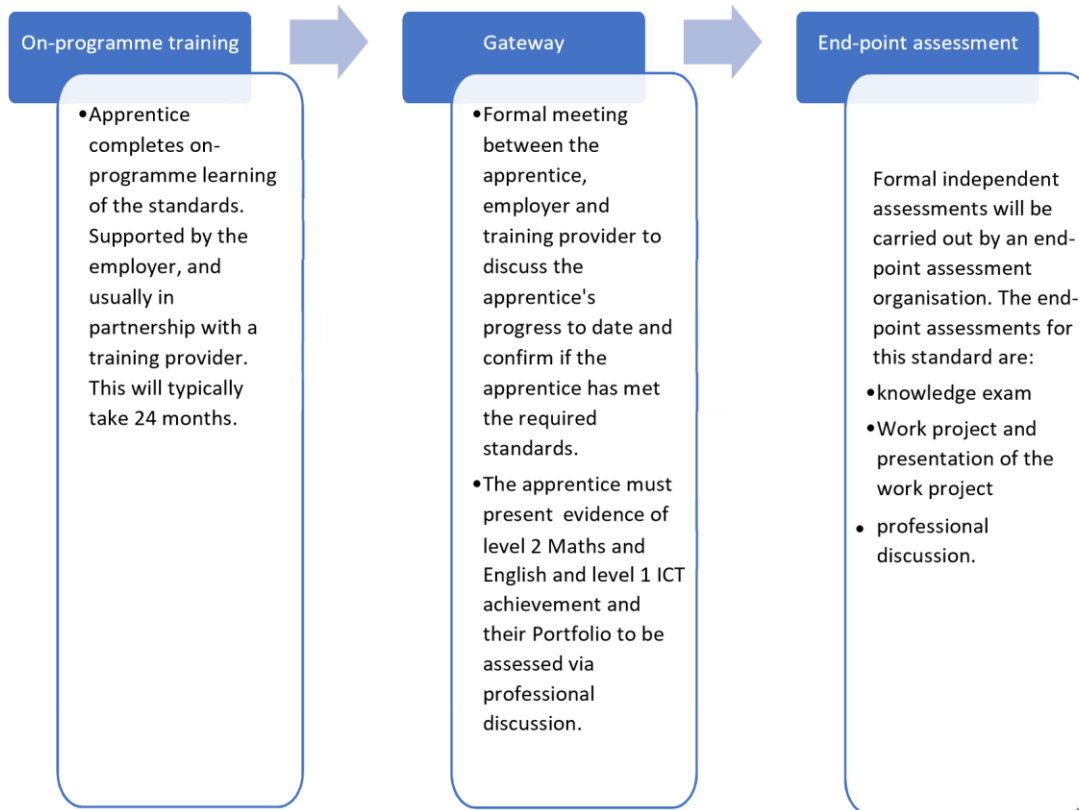 On-programme training
•Apprentice
completes on-
programme learning
of the standards.
Supported by the
employer, and
usually in
partnership with a
training provider.
This will typically
take 24 months.
Gateway
•Formal meeting
between the
apprentice,
employer and
training provider to
discuss the
apprentice's
progress to date and
confirm if the
apprentice has met
the required
standards.
•The apprentice must
present evidence of
level 2 Maths and
English and level 1 ICT
achievement and
their Portfolio to be
assessed via
professional
discussion.
End-point assessment
Formal independent
assessments will be
carried out by an end-
point assessment
organisation. The end-
point assessments for
this standard are:
•knowledge exam
•Work project and
presentation of the
work project
• professional
discussion.